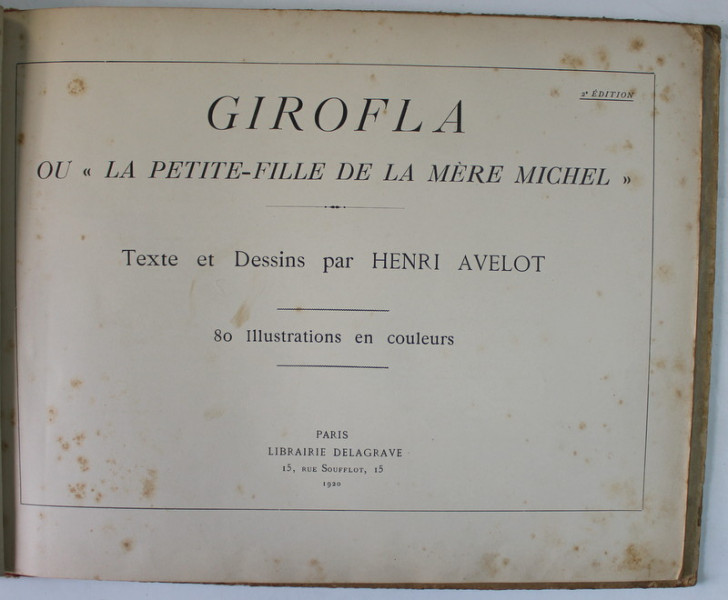 2e ÉDITION
GIROFLA
OU « LA PETITE-FILLE DE LA MÈRE MICHEL »
Texte et Dessins par HENRI AVELOT
80 Illustrations en couleurs
PARIS
LIBRAIRIE DELAGRAVE
15, RUE SOUFFLOT, 15
1920